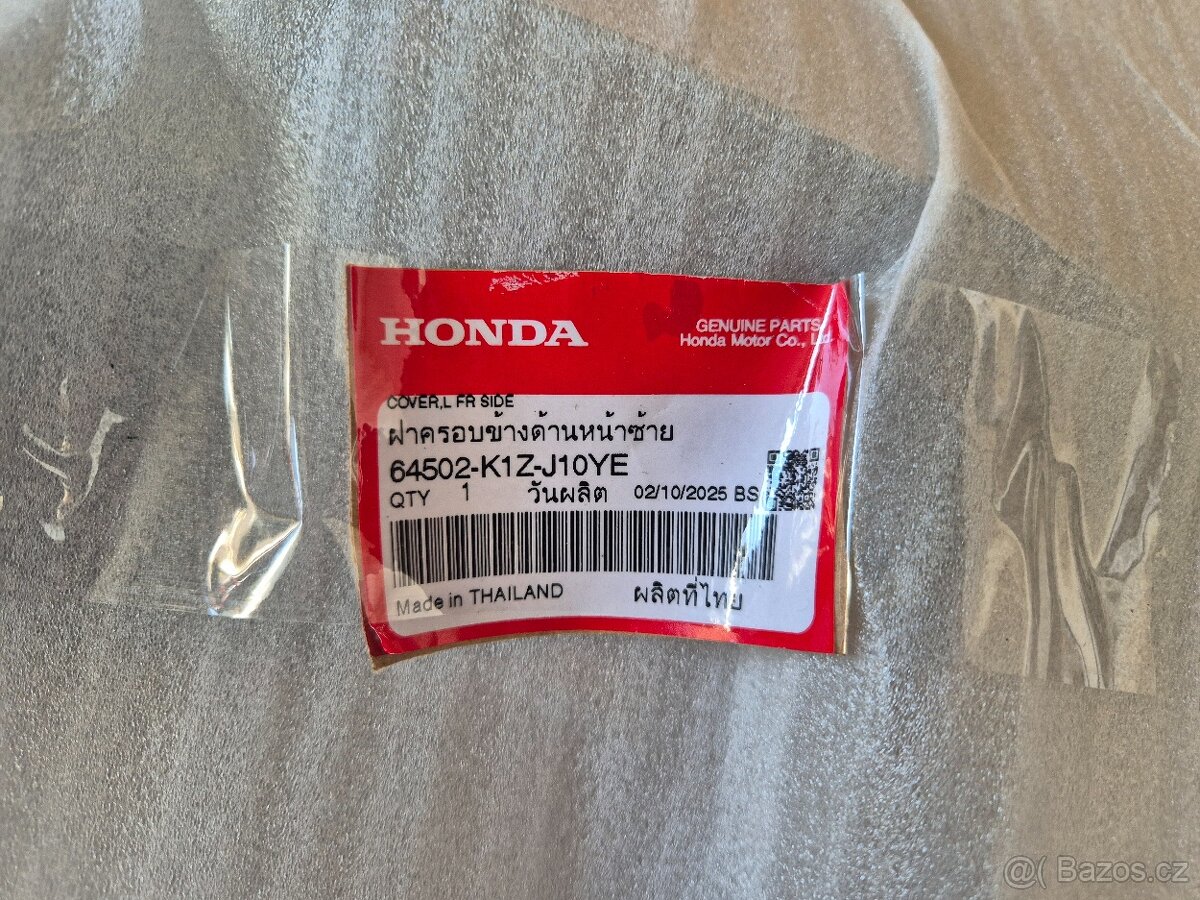 HONDA
GENUINE PARTS
Honda Motor Co., Ltd.
COVER,L FR SIDE
ฝาครอบข้างด้านหน้าซ้าย
64502-K1Z-J10YE
QTY 1 วันผลิต 02/10/2025 BS
Made in THAILAND ผลิตที่ไทย
@( Bazos.cz